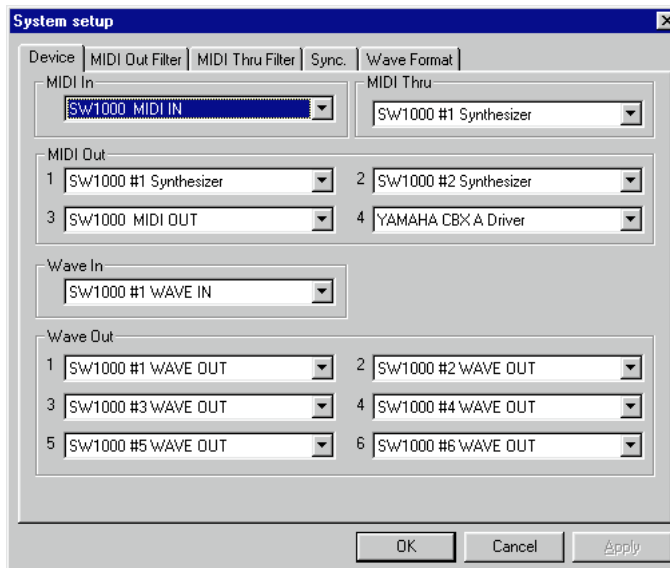 System setup
Device MIDI Out Filter MIDI Thru Filter Sync. Wave Format
MIDI In MIDI Thru
SW1000 MIDI IN SW1000 #1 Synthesizer
MIDI Out
1 SW1000 #1 Synthesizer 2 SW1000 #2 Synthesizer
3 SW1000 MIDI OUT 4 YAMAHA CBX A Driver
Wave In
SW1000 #1 WAVE IN
Wave Out
1 SW1000 #1 WAVE OUT 2 SW1000 #2 WAVE OUT
3 SW1000 #3 WAVE OUT 4 SW1000 #4 WAVE OUT
5 SW1000 #5 WAVE OUT 6 SW1000 #6 WAVE OUT
OK Cancel Apply